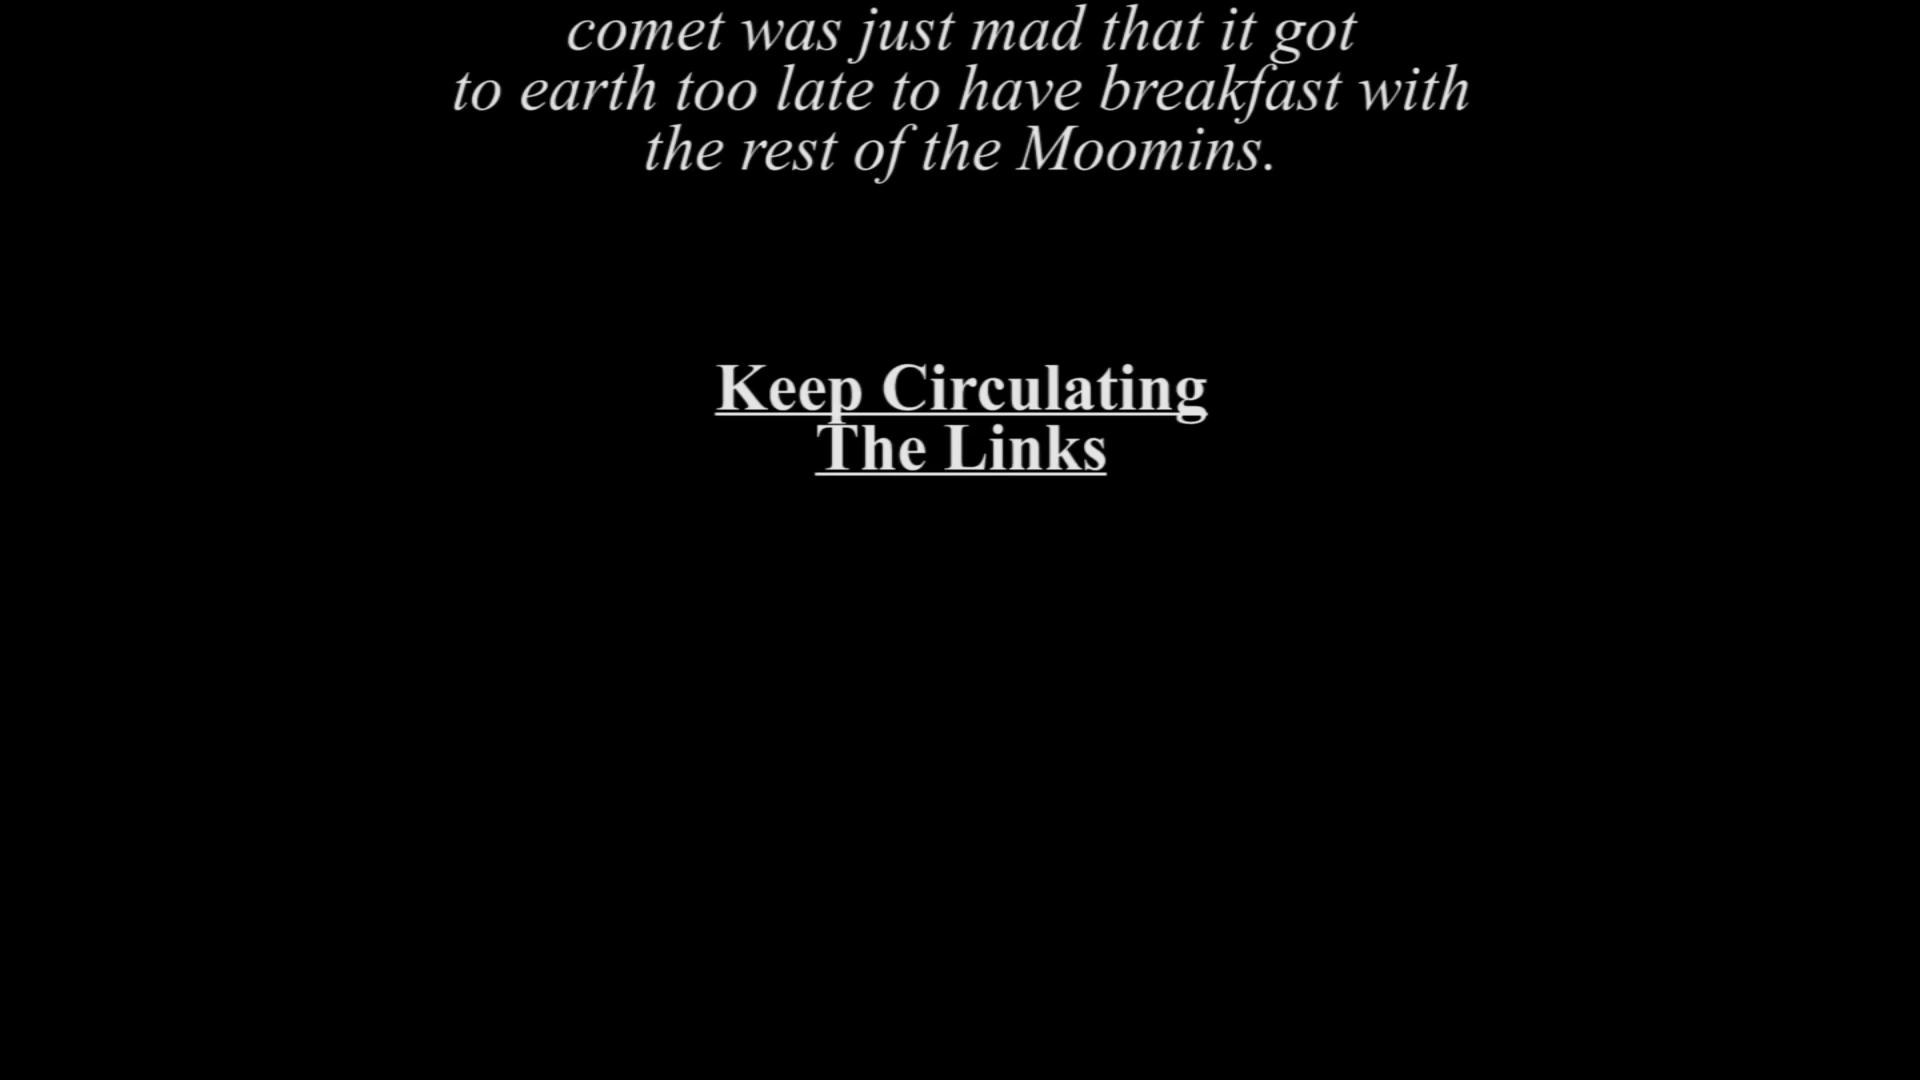 comet was just mad that it got
to earth too late to have breakfast with
the rest of the Moomins.
Keep Circulating
The Links